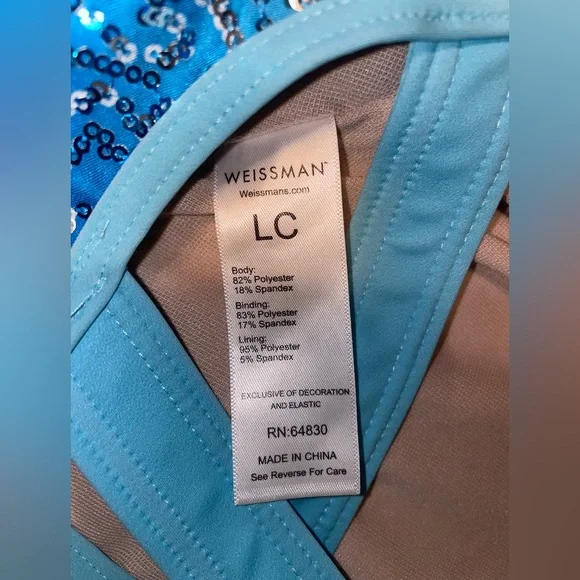 WEISSMAN™
Weissmans.com
LC
Body:
82% Polyester
18% Spandex
Binding:
83% Polyester
17% Spandex
Lining:
95% Polyester
5% Spandex
EXCLUSIVE OF DECORATION
AND ELASTIC
RN:64830
MADE IN CHINA
See Reverse For Care